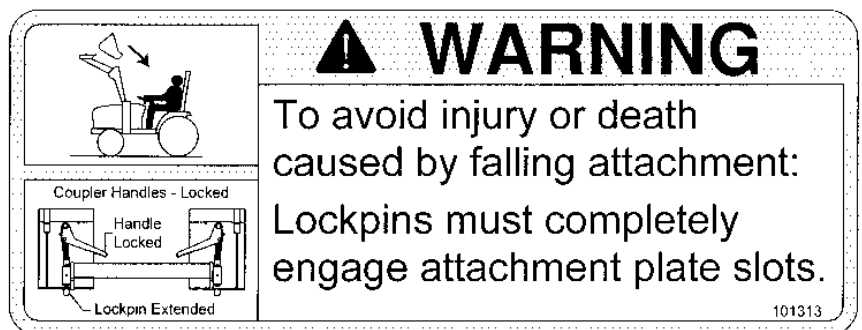 WARNING
To avoid injury or death
caused by falling attachment:
Lockpins must completely
engage attachment plate slots.
Coupler Handles - Locked
Handle
Locked
Lockpin Extended
101313